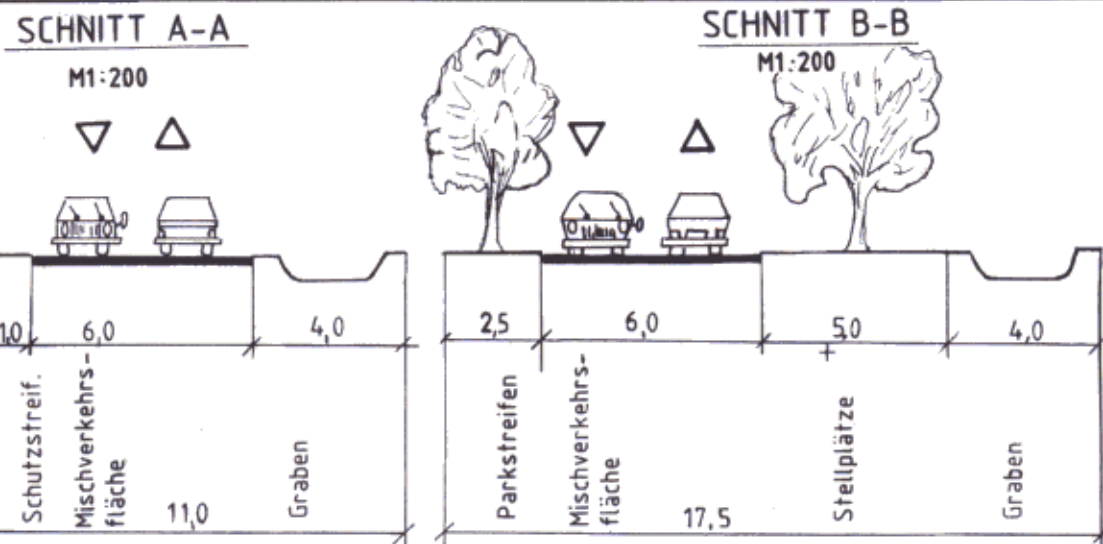 SCHNITT A-A
M1:200
1,0
6,0
4,0
Schutzstreif.
Mischverkehrs-
fläche
Graben
11,0
SCHNITT B-B
M1:200
2,5
6,0
5,0
4,0
Parkstreifen
Mischverkehrs-
fläche
Stellplätze
Graben
17,5